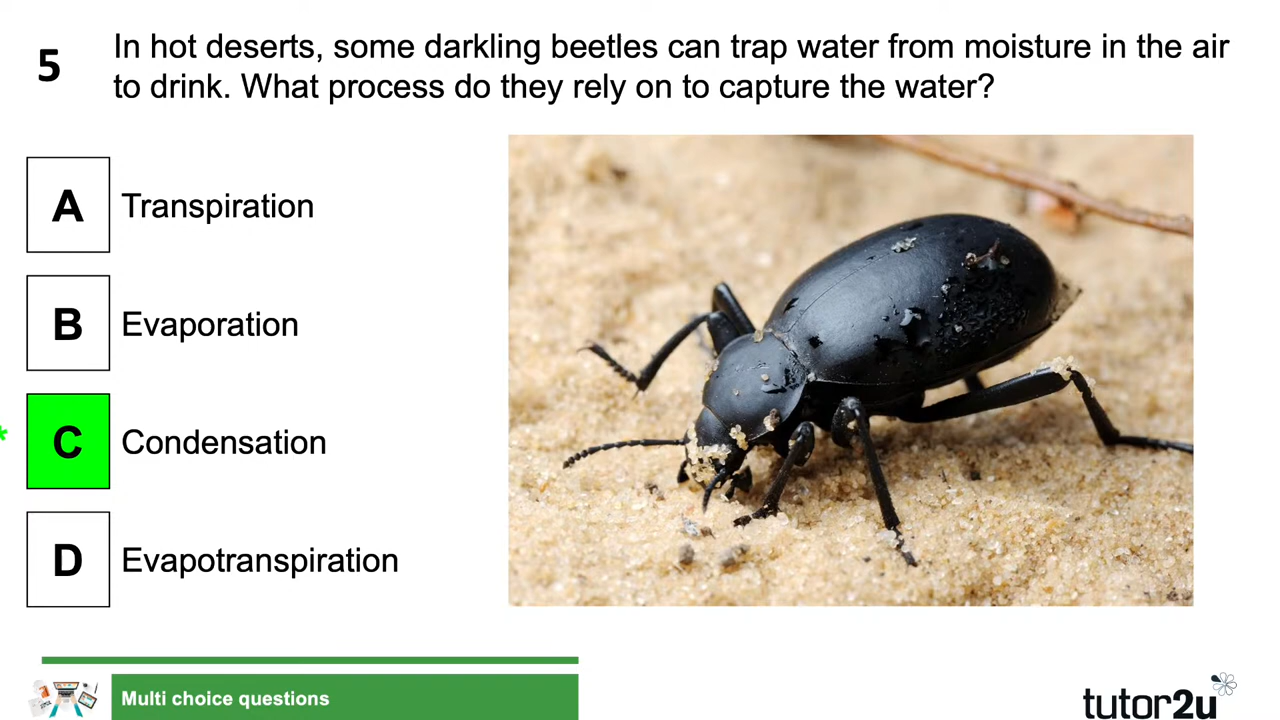 5
In hot deserts, some darkling beetles can trap water from moisture in the air
to drink. What process do they rely on to capture the water?
A Transpiration
B Evaporation
* C Condensation
D Evapotranspiration
Multi choice questions
tutor2u